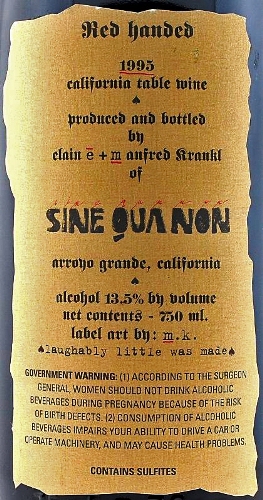 Red handed
1995
california table wine
♠
produced and bottled
by
elain e + m anfred Krankl
of
SINE QUA NON
arroyo grande, california
♠
alcohol 13.5% by volume
net contents - 750 ml.
label art by: m.k.
♠laughably little was made♠
GOVERNMENT WARNING: (1) ACCORDING TO THE SURGEON
GENERAL WOMEN SHOULD NOT DRINK ALCOHOLIC
BEVERAGES DURING PREGNANCY BECAUSE OF THE RISK
OF BIRTH DEFECTS. (2) CONSUMPTION OF ALCOHOLIC
BEVERAGES IMPAIRS YOUR ABILITY TO DRIVE A CAR OR
OPERATE MACHINERY, AND MAY CAUSE HEALTH PROBLEMS.
CONTAINS SULFITES